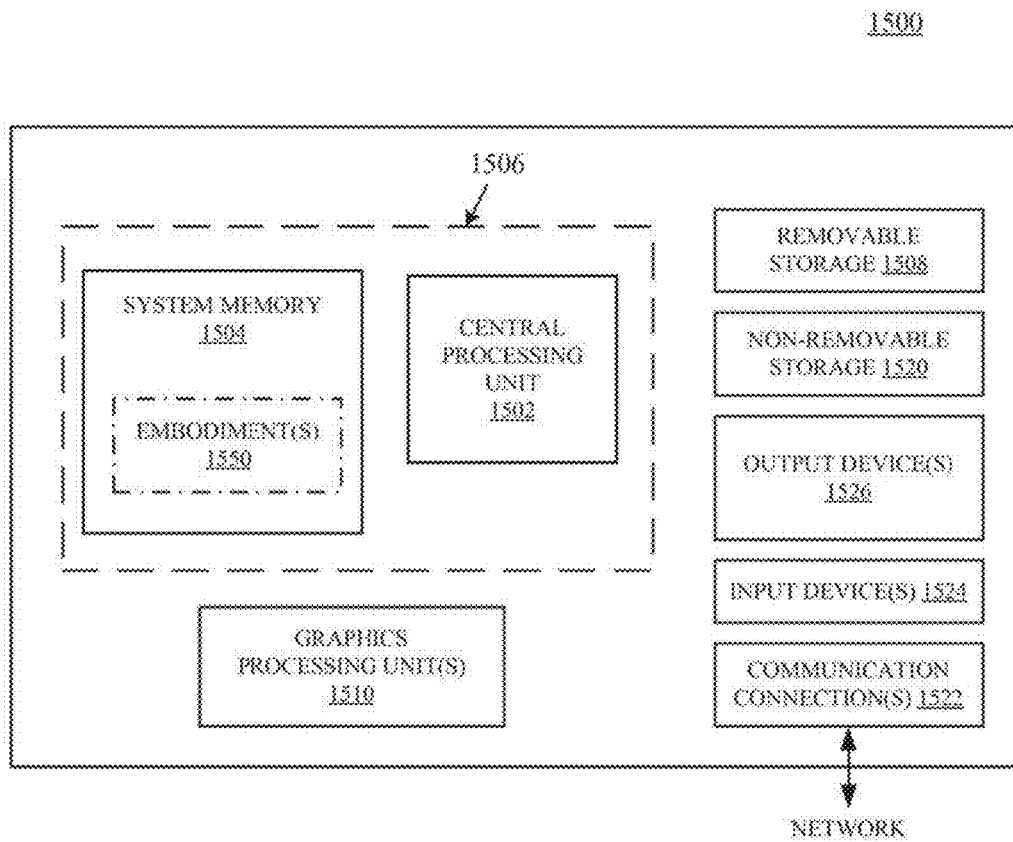 1500
1506
SYSTEM MEMORY
1504
EMBODIMENT(S)
1550
CENTRAL
PROCESSING
UNIT
1502
GRAPHICS
PROCESSING UNIT(S)
1510
REMOVABLE
STORAGE 1508
NON-REMOVABLE
STORAGE 1520
OUTPUT DEVICE(S)
1526
INPUT DEVICE(S) 1524
COMMUNICATION
CONNECTION(S) 1522
NETWORK